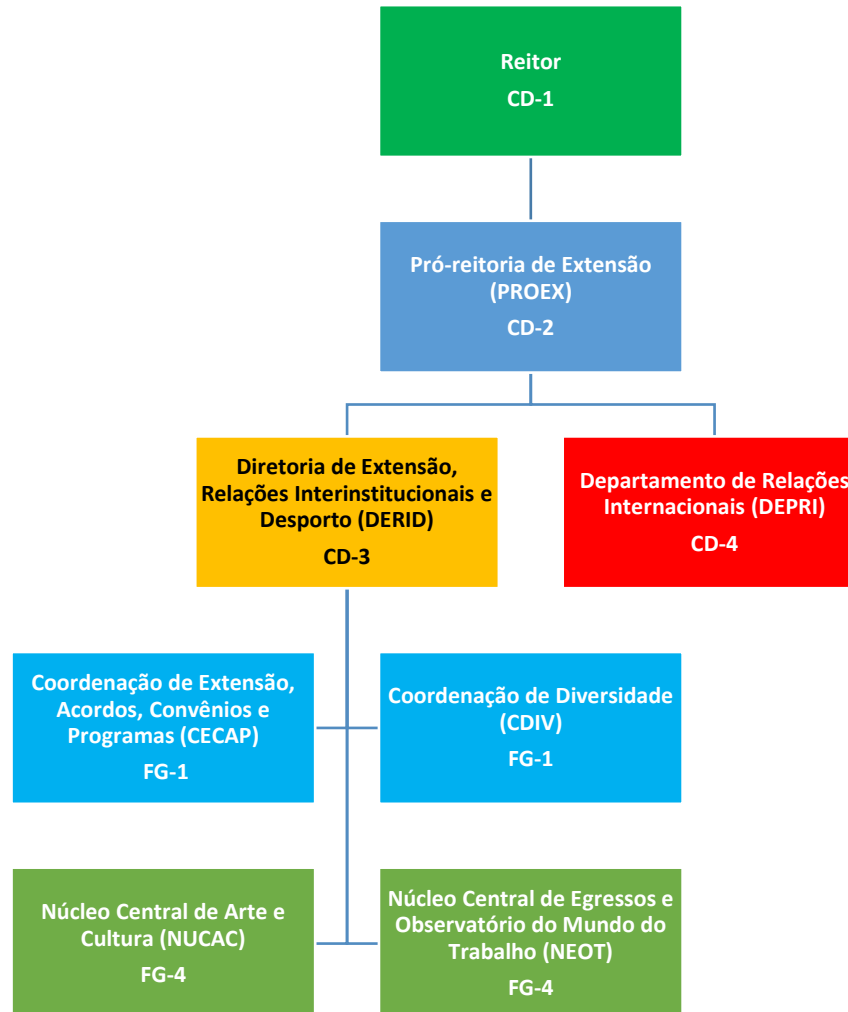 Reitor
CD-1
Pró-reitoria de Extensão
(PROEX)
CD-2
Diretoria de Extensão,
Relações Interinstitucionais e
Desporto (DERID)
CD-3
Departamento de Relações
Internacionais (DEPRI)
CD-4
Coordenação de Extensão,
Acordos, Convênios e
Programas (CECAP)
FG-1
Coordenação de Diversidade
(CDIV)
FG-1
Núcleo Central de Arte e
Cultura (NUCAC)
FG-4
Núcleo Central de Egressos e
Observatório do Mundo do
Trabalho (NEOT)
FG-4